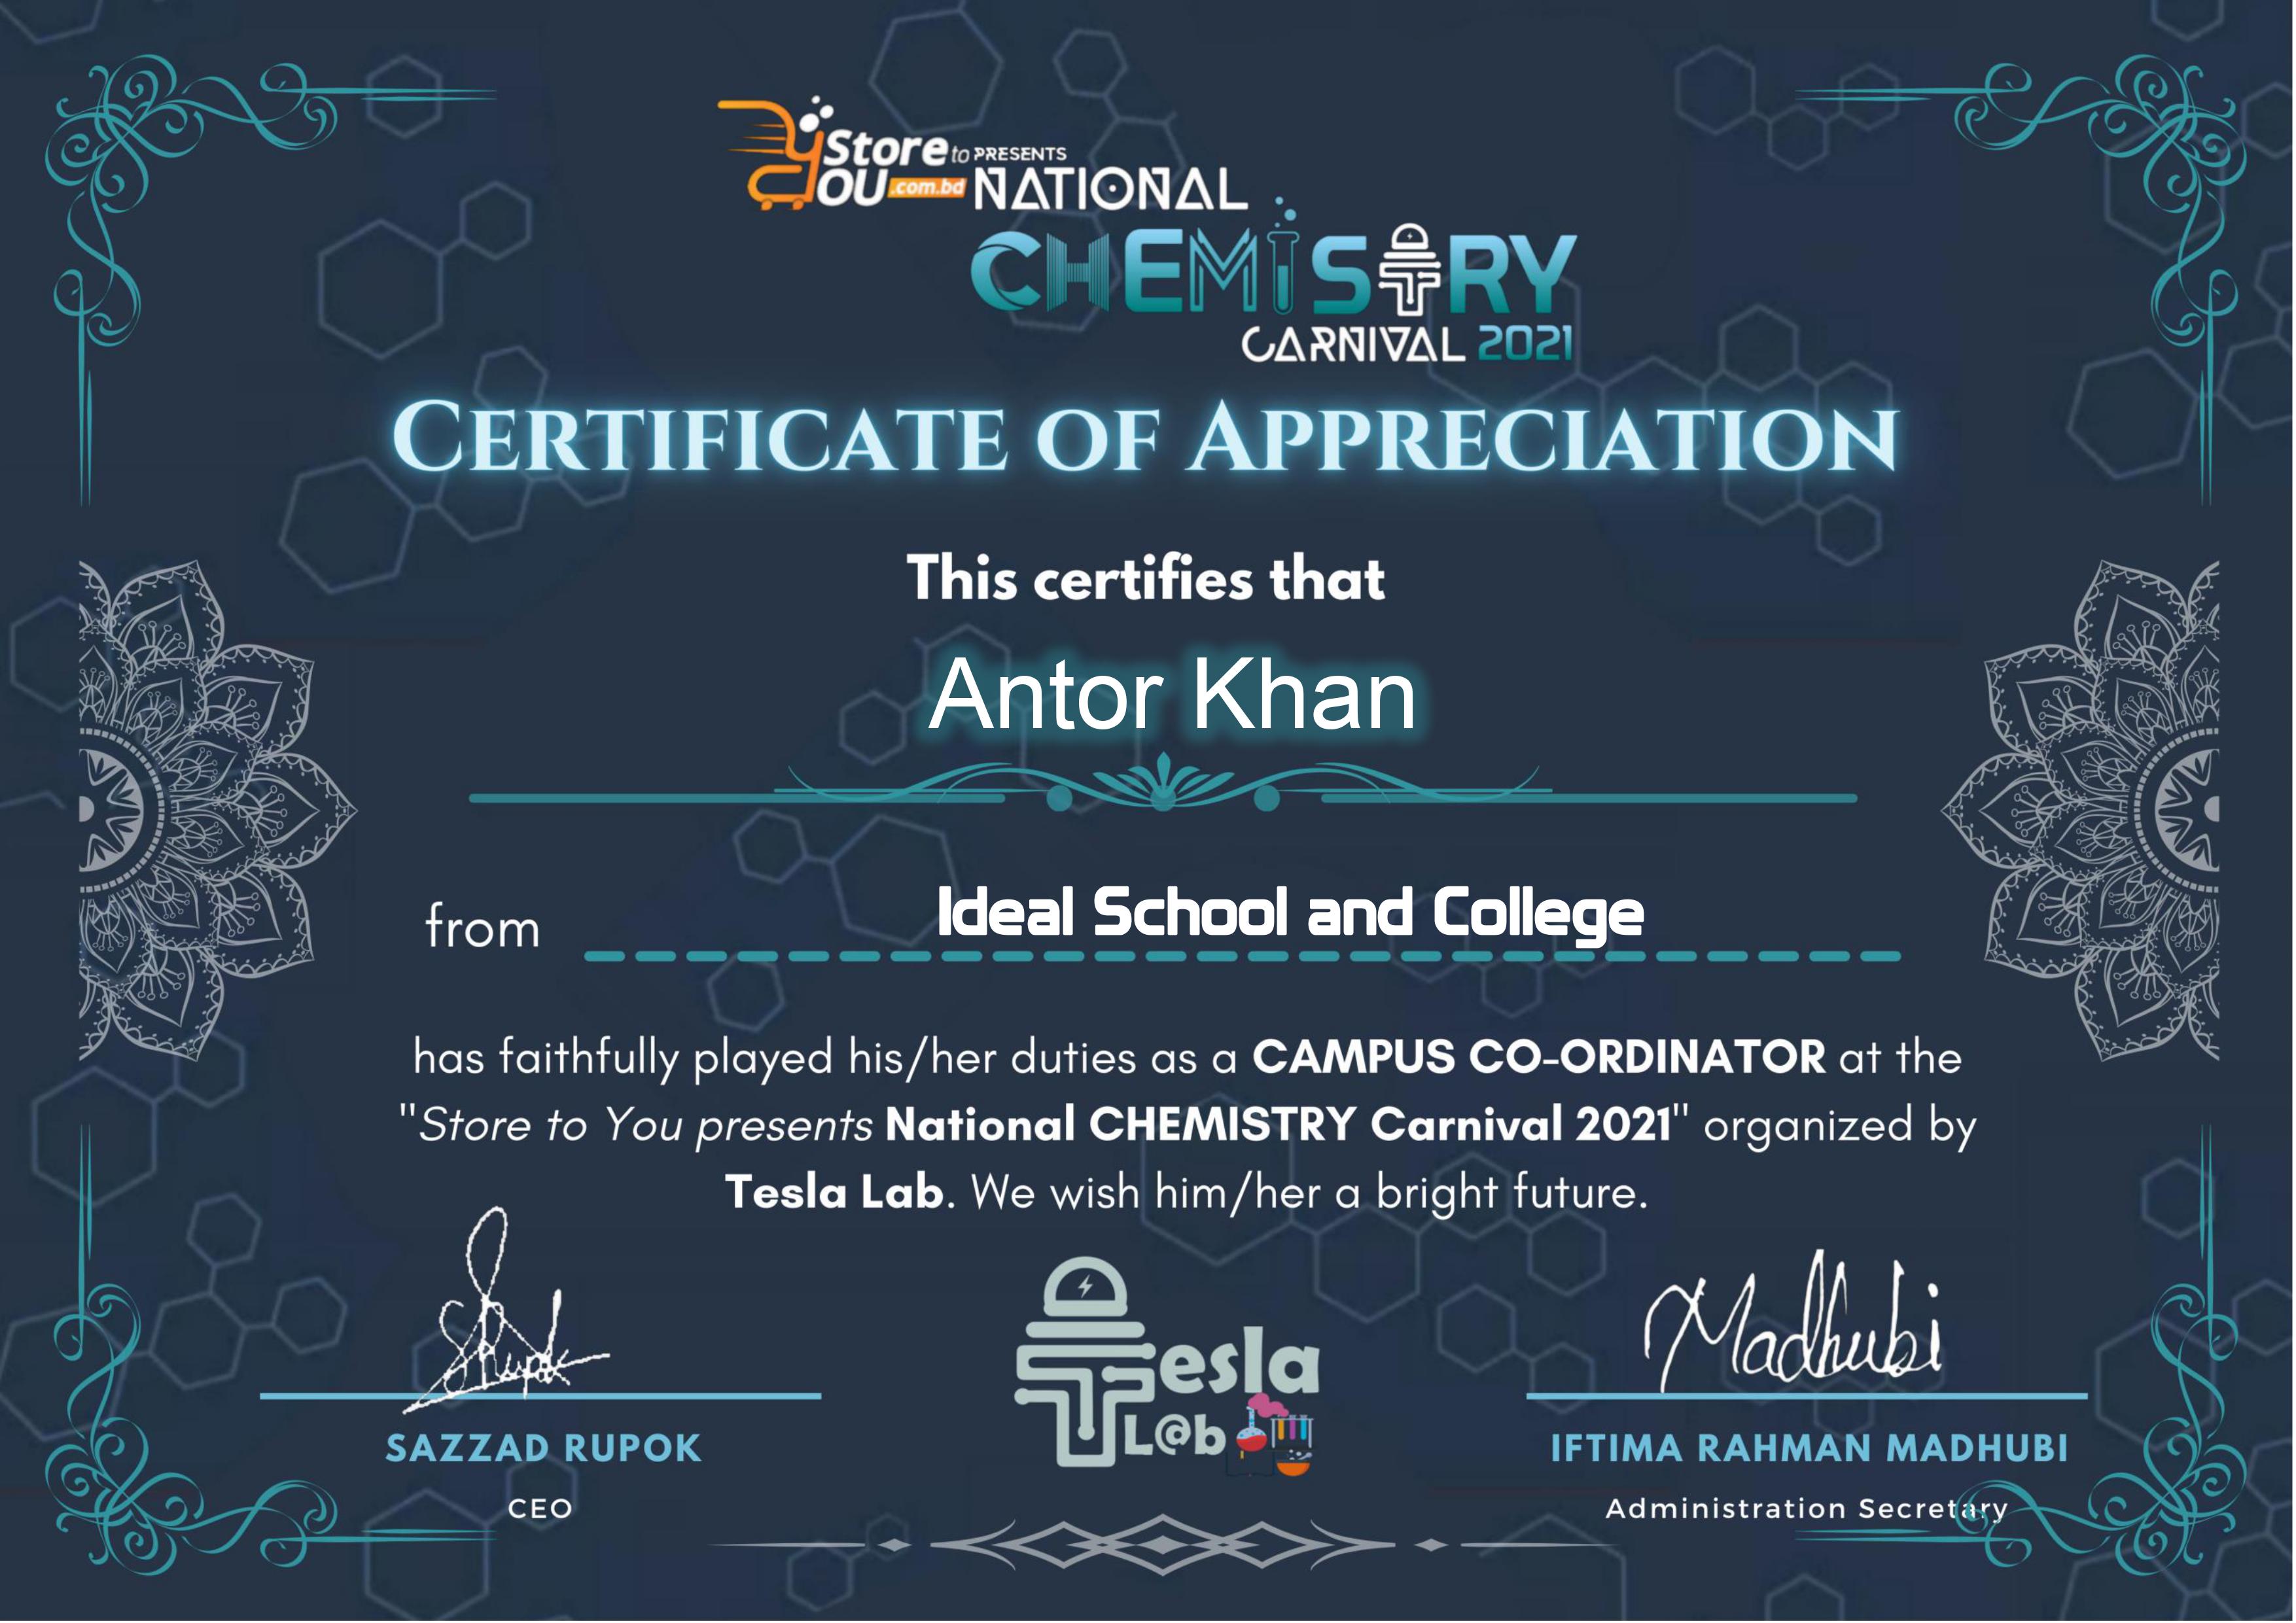 Store to PRESENTS
YOU .com.bd NATIONAL
CHEMISTRY
CARNIVAL 2021
CERTIFICATE OF APPRECIATION
This certifies that
Antor Khan
from Ideal School and College
has faithfully played his/her duties as a CAMPUS CO-ORDINATOR at the
"Store to You presents National CHEMISTRY Carnival 2021" organized by
Tesla Lab. We wish him/her a bright future.
SRupok
Madhubi
Tesla
L@b
SAZZAD RUPOK
IFTIMA RAHMAN MADHUBI
CEO
Administration Secretary